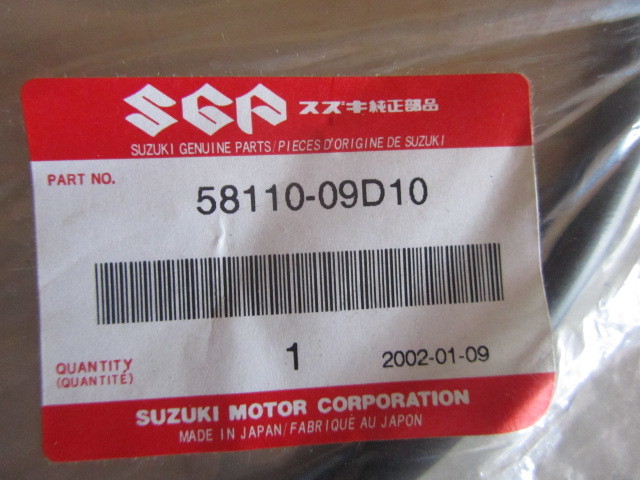 SGP スズキ純正部品
SUZUKI GENUINE PARTS/PIECES D'ORIGINE DE SUZUKI
PART NO.
58110-09D10
QUANTITY
(QUANTITÉ)
1
2002-01-09
SUZUKI MOTOR CORPORATION
MADE IN JAPAN/FABRIQUÉ AU JAPON